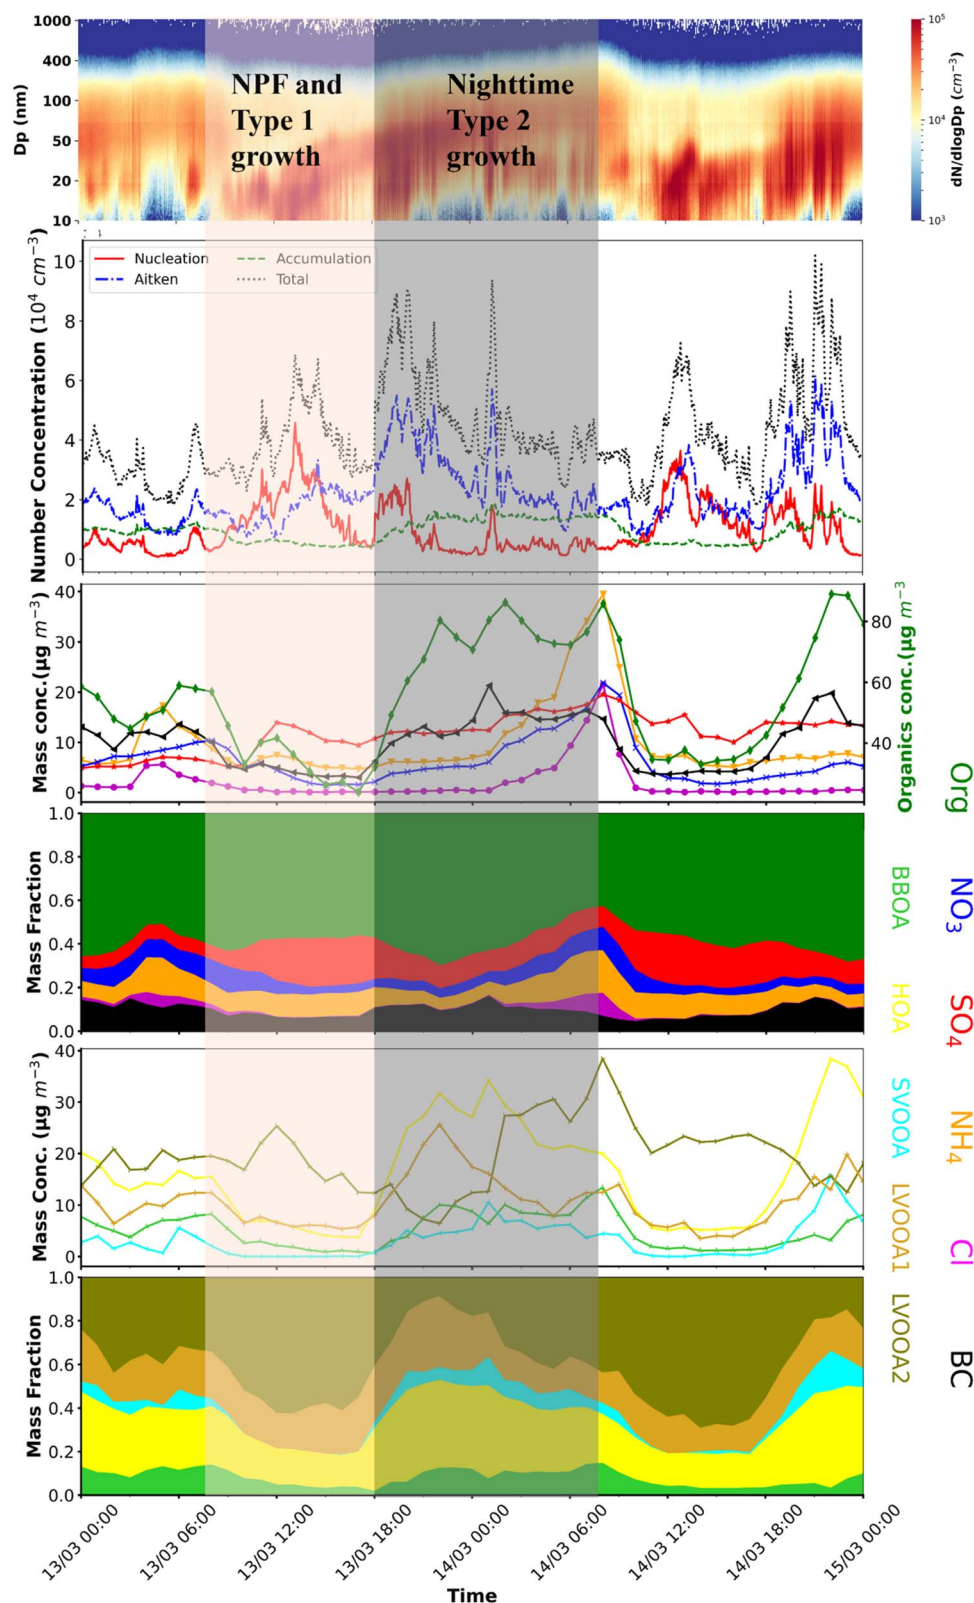 1000
400
100
50
20
10
Dp (nm)
NPF and
Type 1
growth
Nighttime
Type 2
growth
10⁵
10⁴
10³
dN/dlogDp (cm⁻³)
Number Concentration (10⁴ cm⁻³)
10
8
6
4
2
0
Nucleation
Aitken
Accumulation
Total
Mass conc.(µg m⁻³)
40
30
20
10
0
80
60
40
Organics conc.(µg m⁻³
Mass Fraction
1.0
0.8
0.6
0.4
0.2
0.0
Mass Conc. (µg m⁻³)
40
30
20
10
0
Mass Fraction
1.0
0.8
0.6
0.4
0.2
0.0
BBOA
HOA
SVOOA
LVOOA1
LVOOA2
Org
NO₃
SO₄
NH₄
Cl
BC
13/03 00:00
13/03 06:00
13/03 12:00
13/03 18:00
14/03 00:00
14/03 06:00
14/03 12:00
14/03 18:00
15/03 00:00
Time